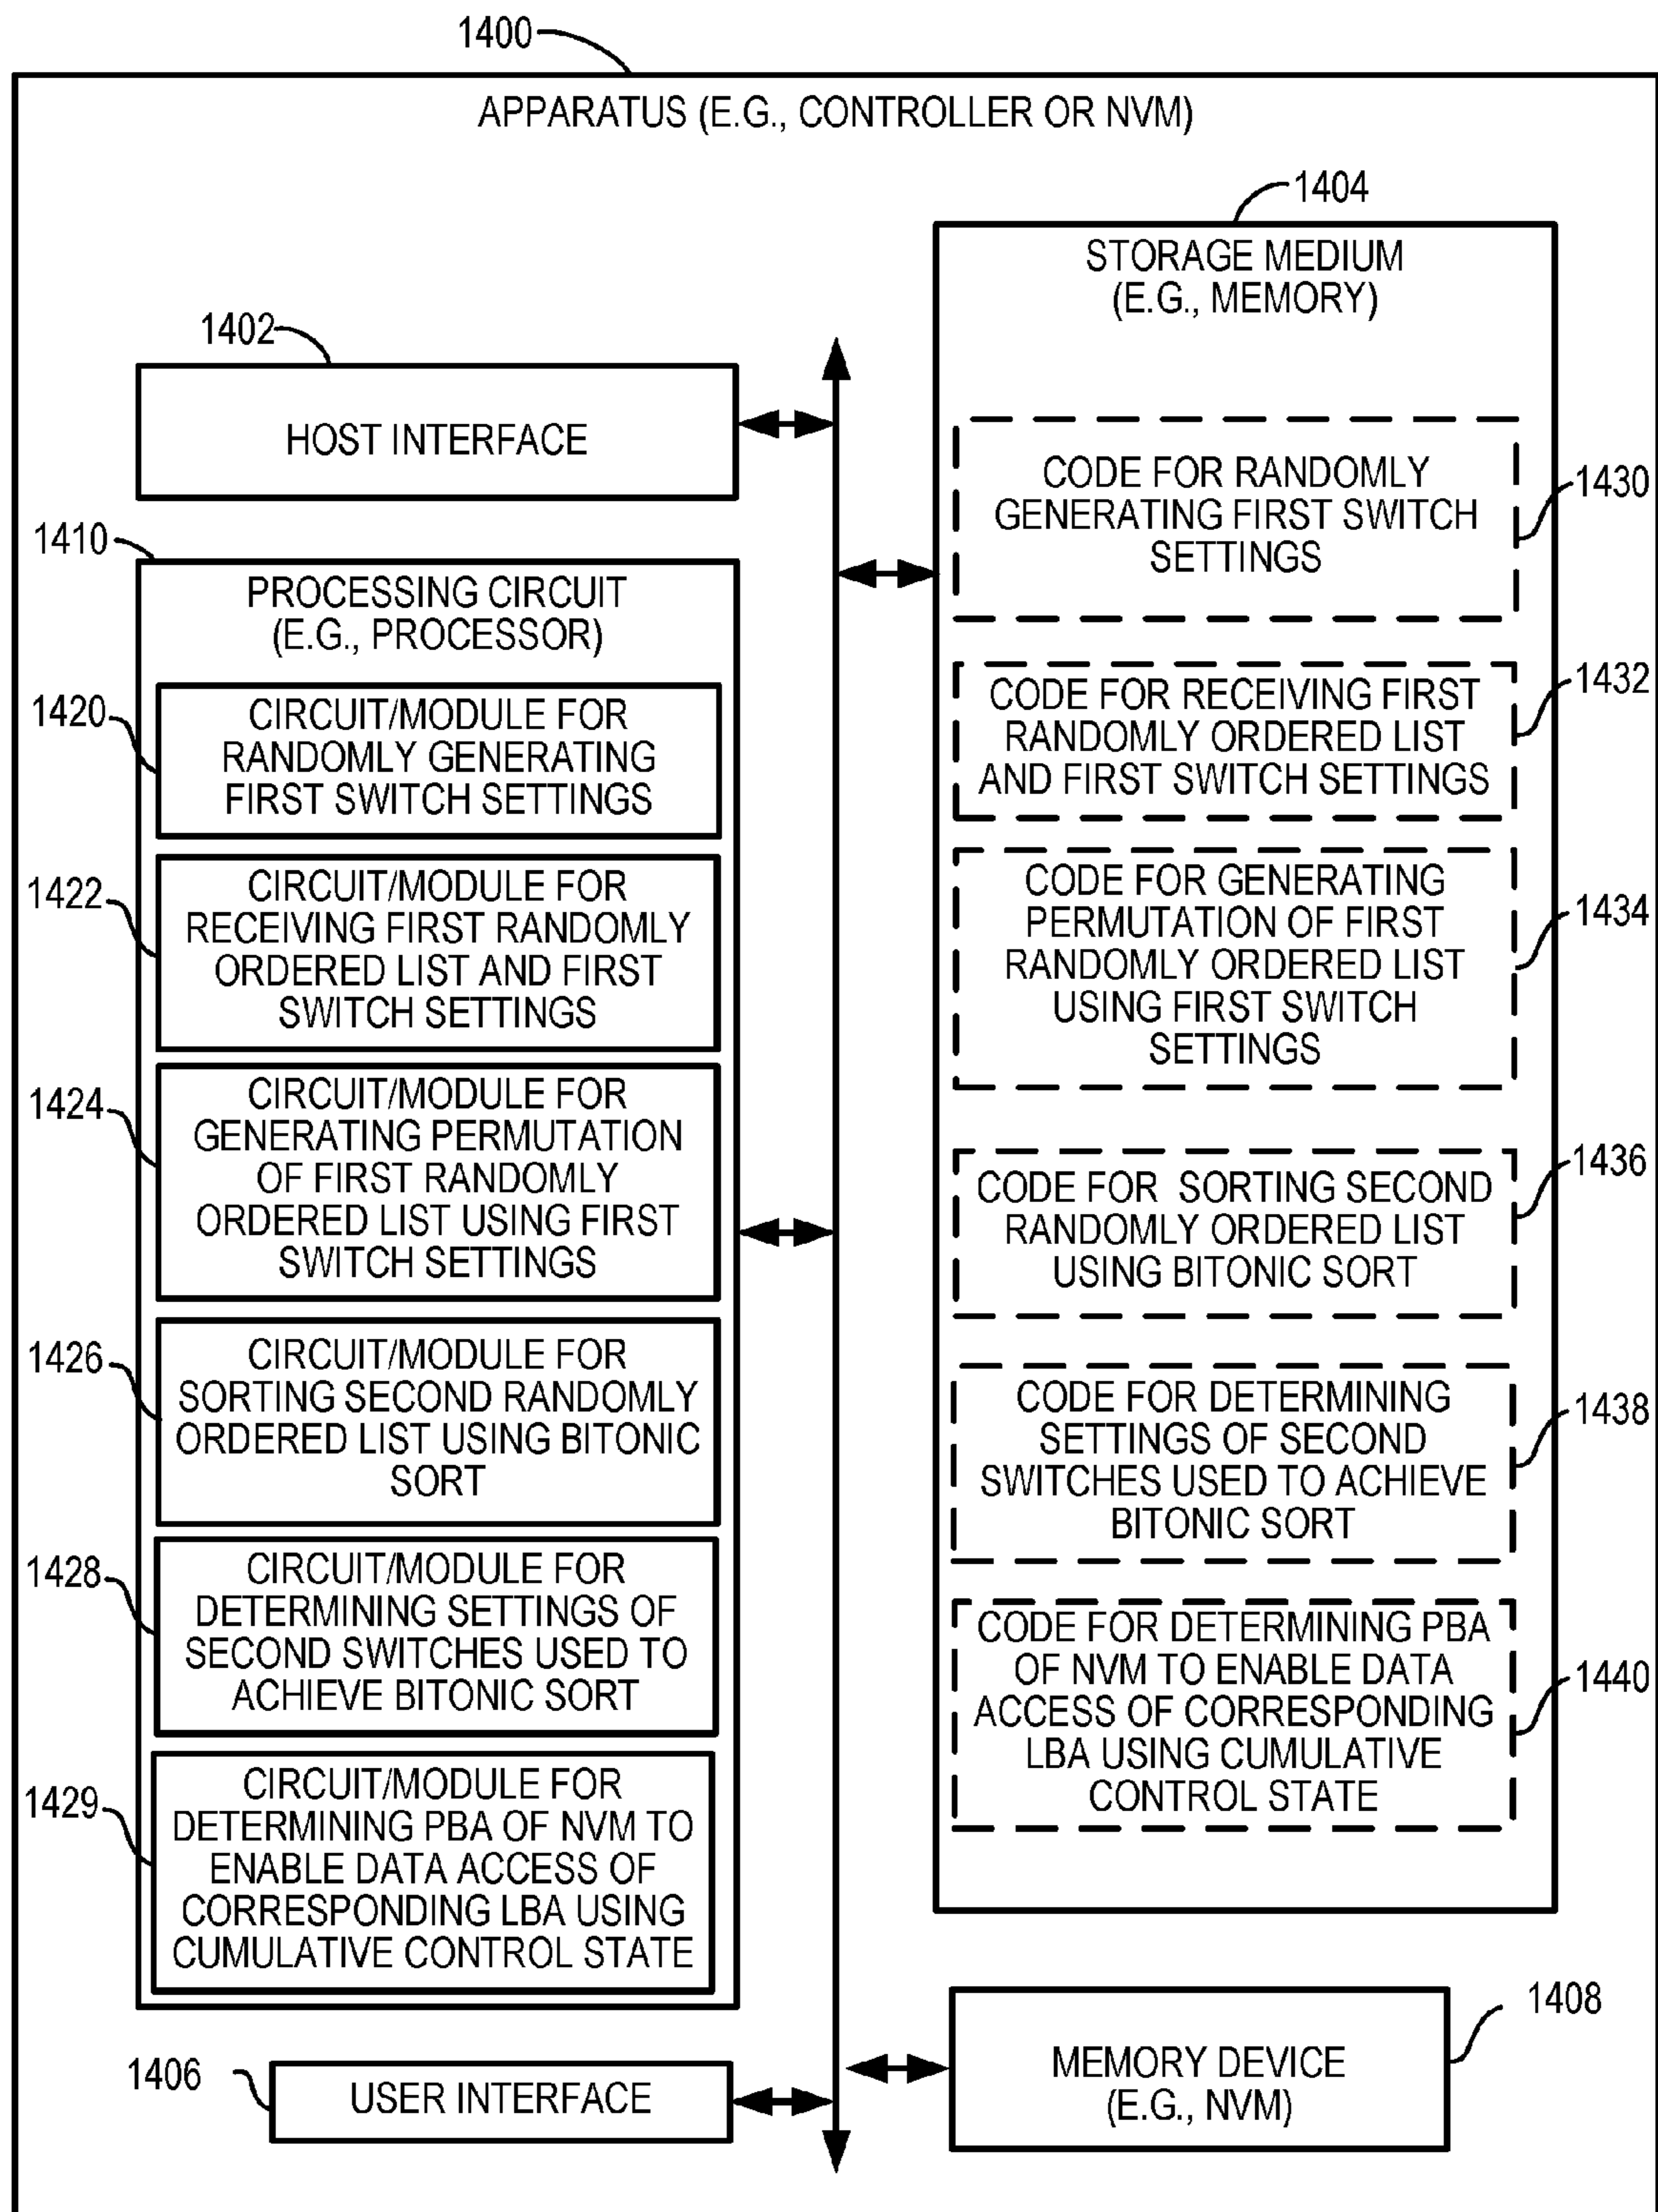 1400
APPARATUS (E.G., CONTROLLER OR NVM)
1402
HOST INTERFACE
1410
PROCESSING CIRCUIT
(E.G., PROCESSOR)
1420
CIRCUIT/MODULE FOR
RANDOMLY GENERATING
FIRST SWITCH SETTINGS
1422
CIRCUIT/MODULE FOR
RECEIVING FIRST RANDOMLY
ORDERED LIST AND FIRST
SWITCH SETTINGS
1424
CIRCUIT/MODULE FOR
GENERATING PERMUTATION
OF FIRST RANDOMLY
ORDERED LIST USING FIRST
SWITCH SETTINGS
1426
CIRCUIT/MODULE FOR
SORTING SECOND RANDOMLY
ORDERED LIST USING BITONIC
SORT
1428
CIRCUIT/MODULE FOR
DETERMINING SETTINGS OF
SECOND SWITCHES USED TO
ACHIEVE BITONIC SORT
1429
CIRCUIT/MODULE FOR
DETERMINING PBA OF NVM TO
ENABLE DATA ACCESS OF
CORRESPONDING LBA USING
CUMULATIVE CONTROL STATE
1406
USER INTERFACE
1404
STORAGE MEDIUM
(E.G., MEMORY)
CODE FOR RANDOMLY
GENERATING FIRST SWITCH
SETTINGS
1430
CODE FOR RECEIVING FIRST
RANDOMLY ORDERED LIST
AND FIRST SWITCH SETTINGS
1432
CODE FOR GENERATING
PERMUTATION OF FIRST
RANDOMLY ORDERED LIST
USING FIRST SWITCH
SETTINGS
1434
CODE FOR SORTING SECOND
RANDOMLY ORDERED LIST
USING BITONIC SORT
1436
CODE FOR DETERMINING
SETTINGS OF SECOND
SWITCHES USED TO ACHIEVE
BITONIC SORT
1438
CODE FOR DETERMINING PBA
OF NVM TO ENABLE DATA
ACCESS OF CORRESPONDING
LBA USING CUMULATIVE
CONTROL STATE
1440
1408
MEMORY DEVICE
(E.G., NVM)